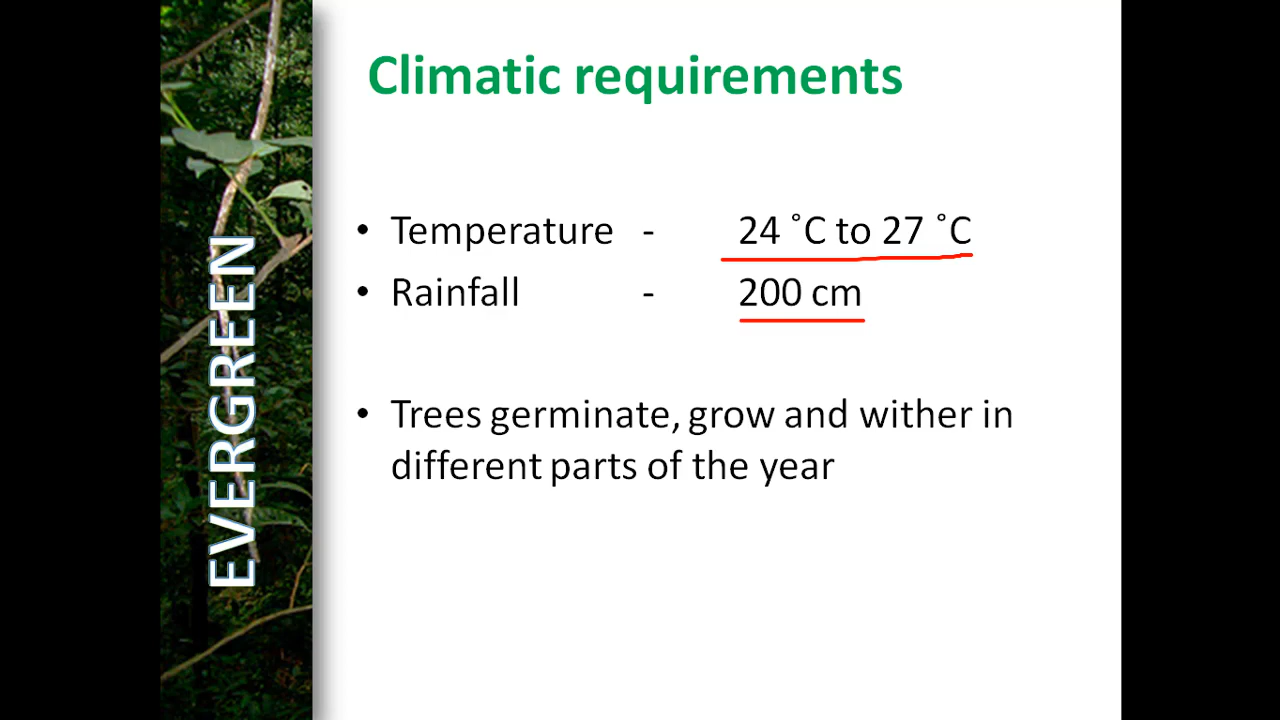 Climatic requirements
• Temperature - 24 ˚C to 27 ˚C
• Rainfall - 200 cm
• Trees germinate, grow and wither in
different parts of the year
EVERGREEN